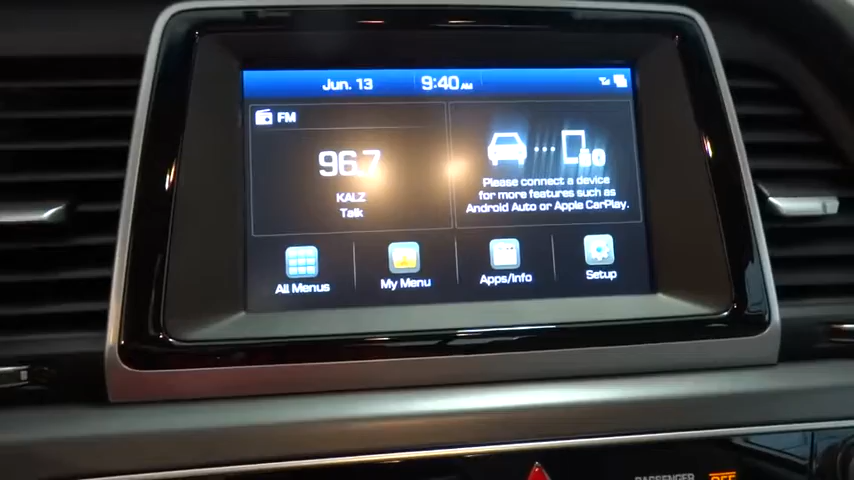 Jun. 13
9:40 AM
FM
96.7
KALZ
Talk
Please connect a device
for more features such as
Android Auto or Apple CarPlay.
All Menus
My Menu
Apps/Info
Setup
PASSENGER
OFF